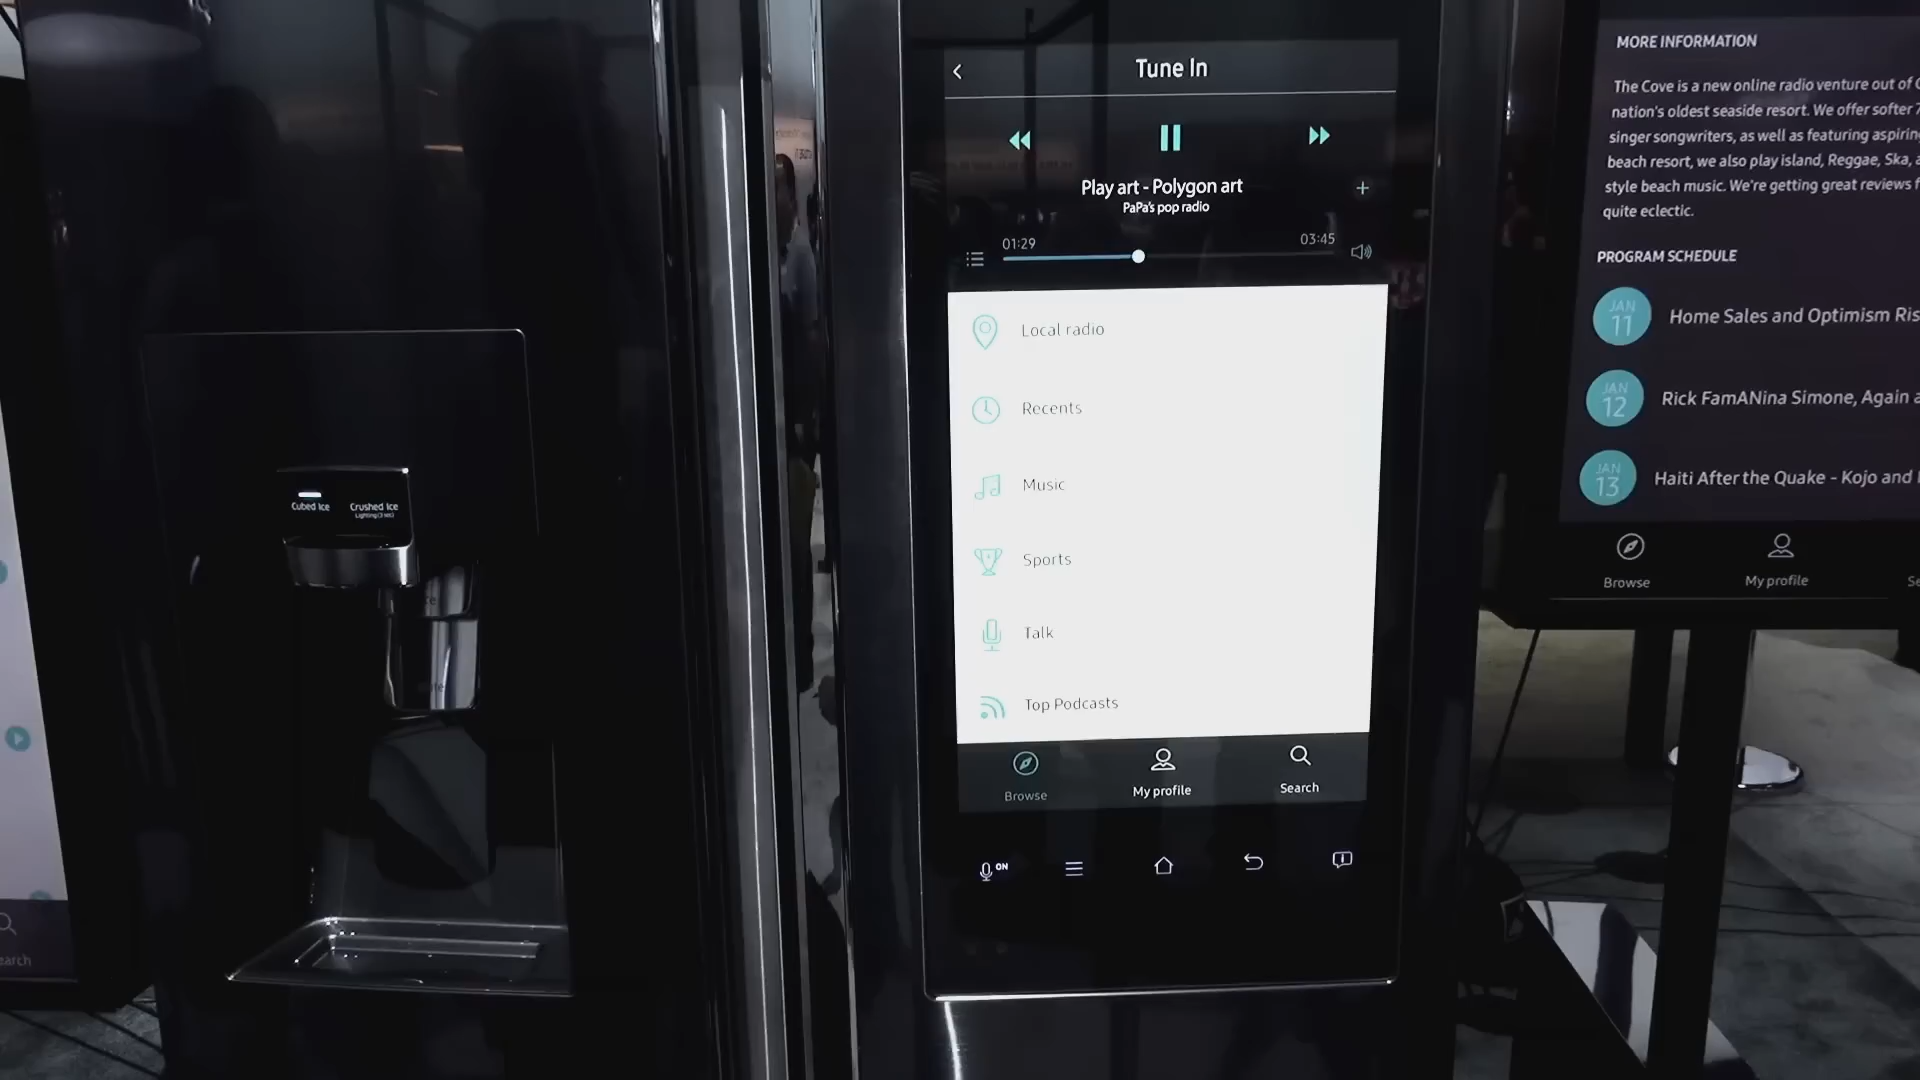 Tune In
Play art - Polygon art
PaPa's pop radio
01:29
03:45
Local radio
Recents
Music
Sports
Talk
Top Podcasts
Browse
My profile
Search
ON
Cubed Ice
Crushed Ice
Lighting(3 sec)
earch
MORE INFORMATION
The Cove is a new online radio venture out of
nation's oldest seaside resort. We offer softer
singer songwriters, as well as featuring aspirin
beach resort, we also play island, Reggae, Ska,
style beach music. We're getting great reviews
quite eclectic.
PROGRAM SCHEDULE
JAN
11
Home Sales and Optimism Ris
JAN
12
Rick FamANina Simone, Again
JAN
13
Haiti After the Quake - Kojo and
Browse
My profile
Se